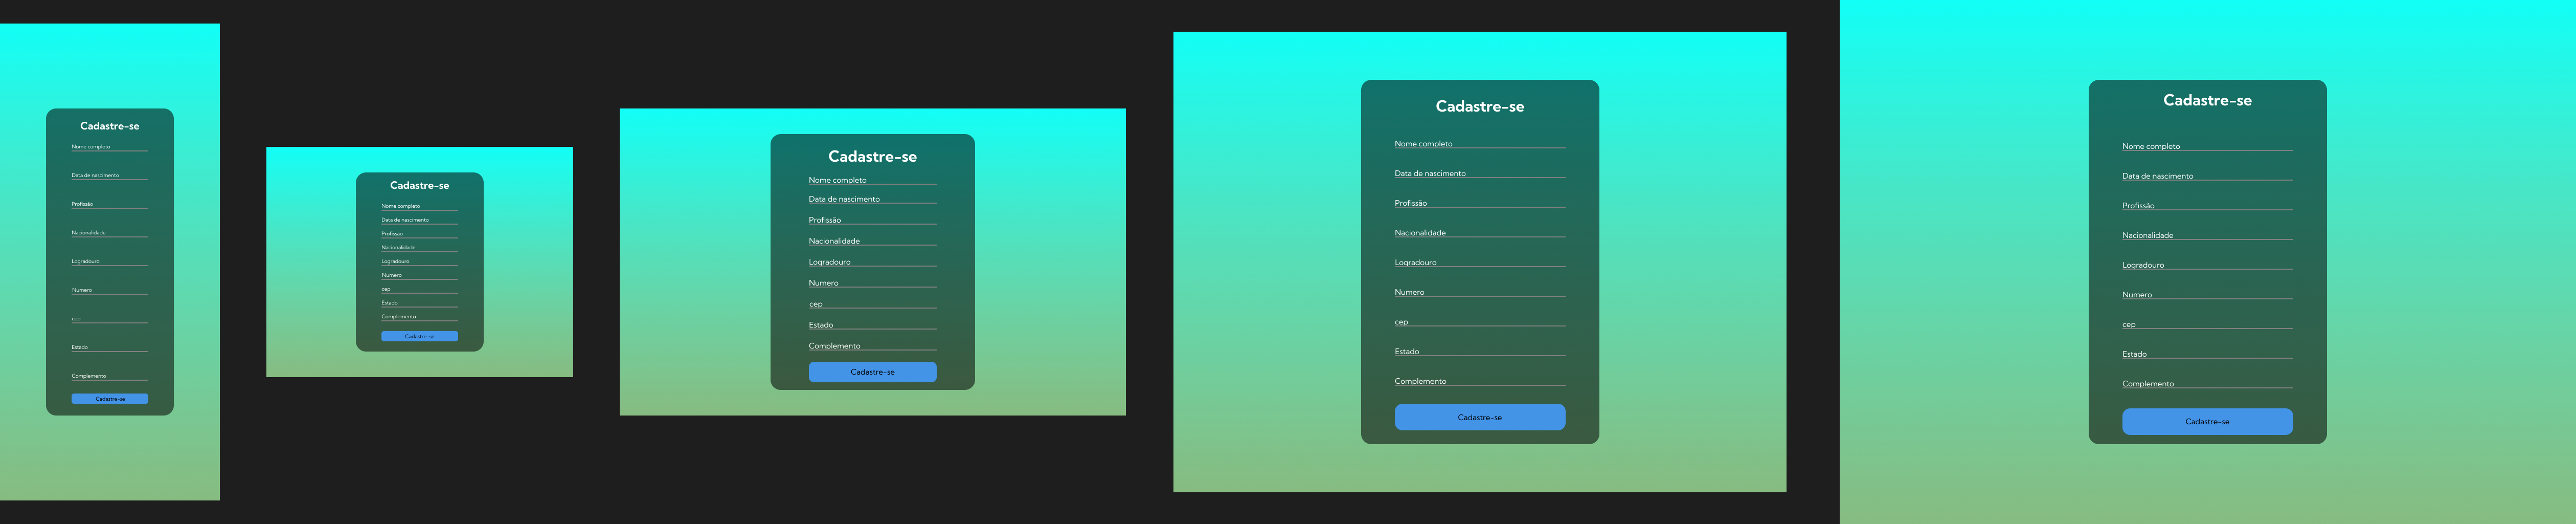 Cadastre-se
Nome completo
Data de nascimento
Profissão
Nacionalidade
Logradouro
Numero
cep
Estado
Complemento
Cadastre-se
Cadastre-se
Nome completo
Data de nascimento
Profissão
Nacionalidade
Logradouro
Numero
cep
Estado
Complemento
Cadastre-se
Cadastre-se
Nome completo
Data de nascimento
Profissão
Nacionalidade
Logradouro
Numero
cep
Estado
Complemento
Cadastre-se
Cadastre-se
Nome completo
Data de nascimento
Profissão
Nacionalidade
Logradouro
Numero
cep
Estado
Complemento
Cadastre-se
Cadastre-se
Nome completo
Data de nascimento
Profissão
Nacionalidade
Logradouro
Numero
cep
Estado
Complemento
Cadastre-se